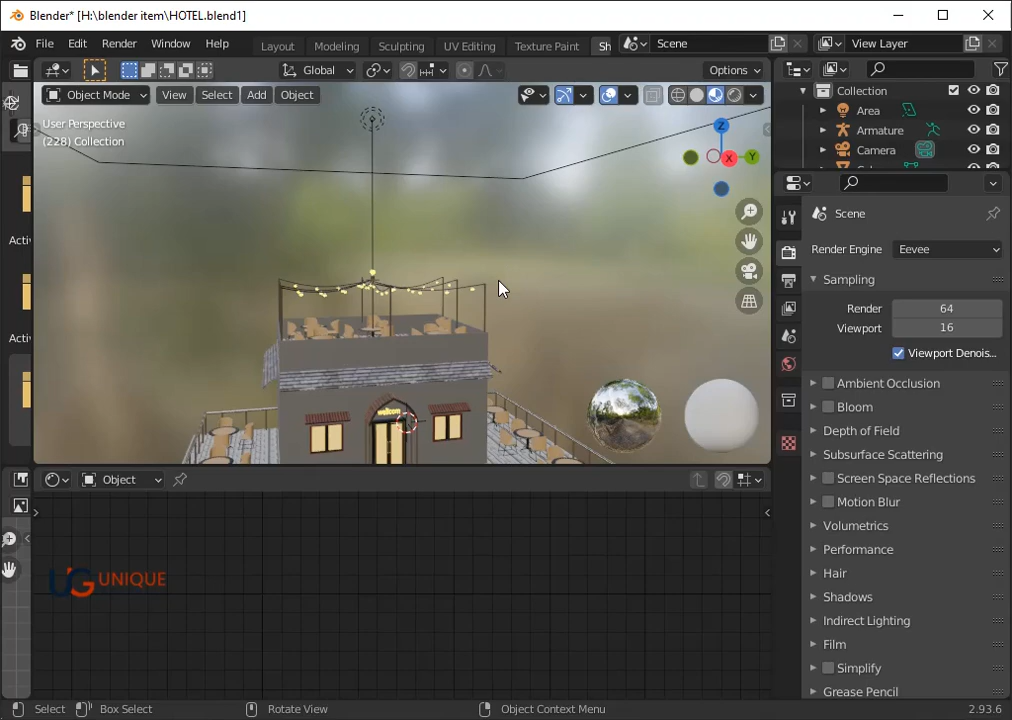 Blender* [H:\blender item\HOTEL.blend1]
File Edit Render Window Help Layout Modeling Sculpting UV Editing Texture Paint Sh Scene View Layer
Global Options
Object Mode View Select Add Object
User Perspective
(228) Collection
Z
X Y
welcom
Collection
Area
Armature
Camera
Scene
Render Engine Eevee
Sampling
Render 64
Viewport 16
Viewport Denois...
Ambient Occlusion
Bloom
Depth of Field
Subsurface Scattering
Screen Space Reflections
Motion Blur
Volumetrics
Performance
Hair
Shadows
Indirect Lighting
Film
Simplify
Grease Pencil
Activ
Activ
Object
UG UNIQUE
Select Box Select Rotate View Object Context Menu 2.93.6